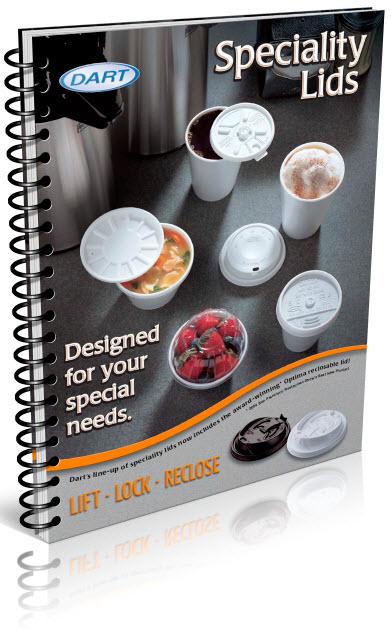 DART
Speciality
Lids
Designed
for your
special
needs.
Dart's line-up of speciality lids now includes the award-winning* Optima reclosable lid!
LIFT · LOCK · RECLOSE